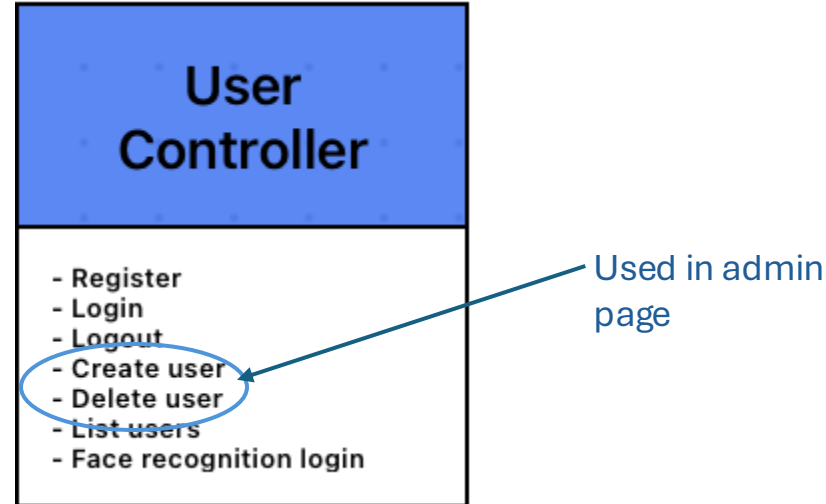 User
Controller
- Register
- Login
- Logout
- Create user
- Delete user
- List users
- Face recognition login
Used in admin
page